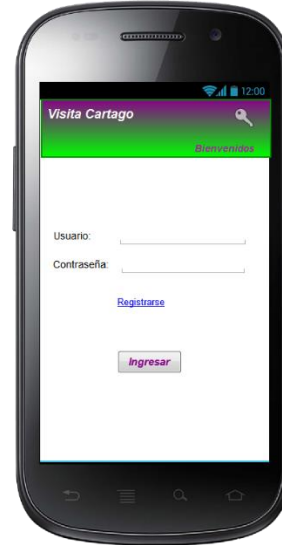 12:00
Visita Cartago
Bienvenidos
Usuario:
Contraseña:
Registrarse
Ingresar